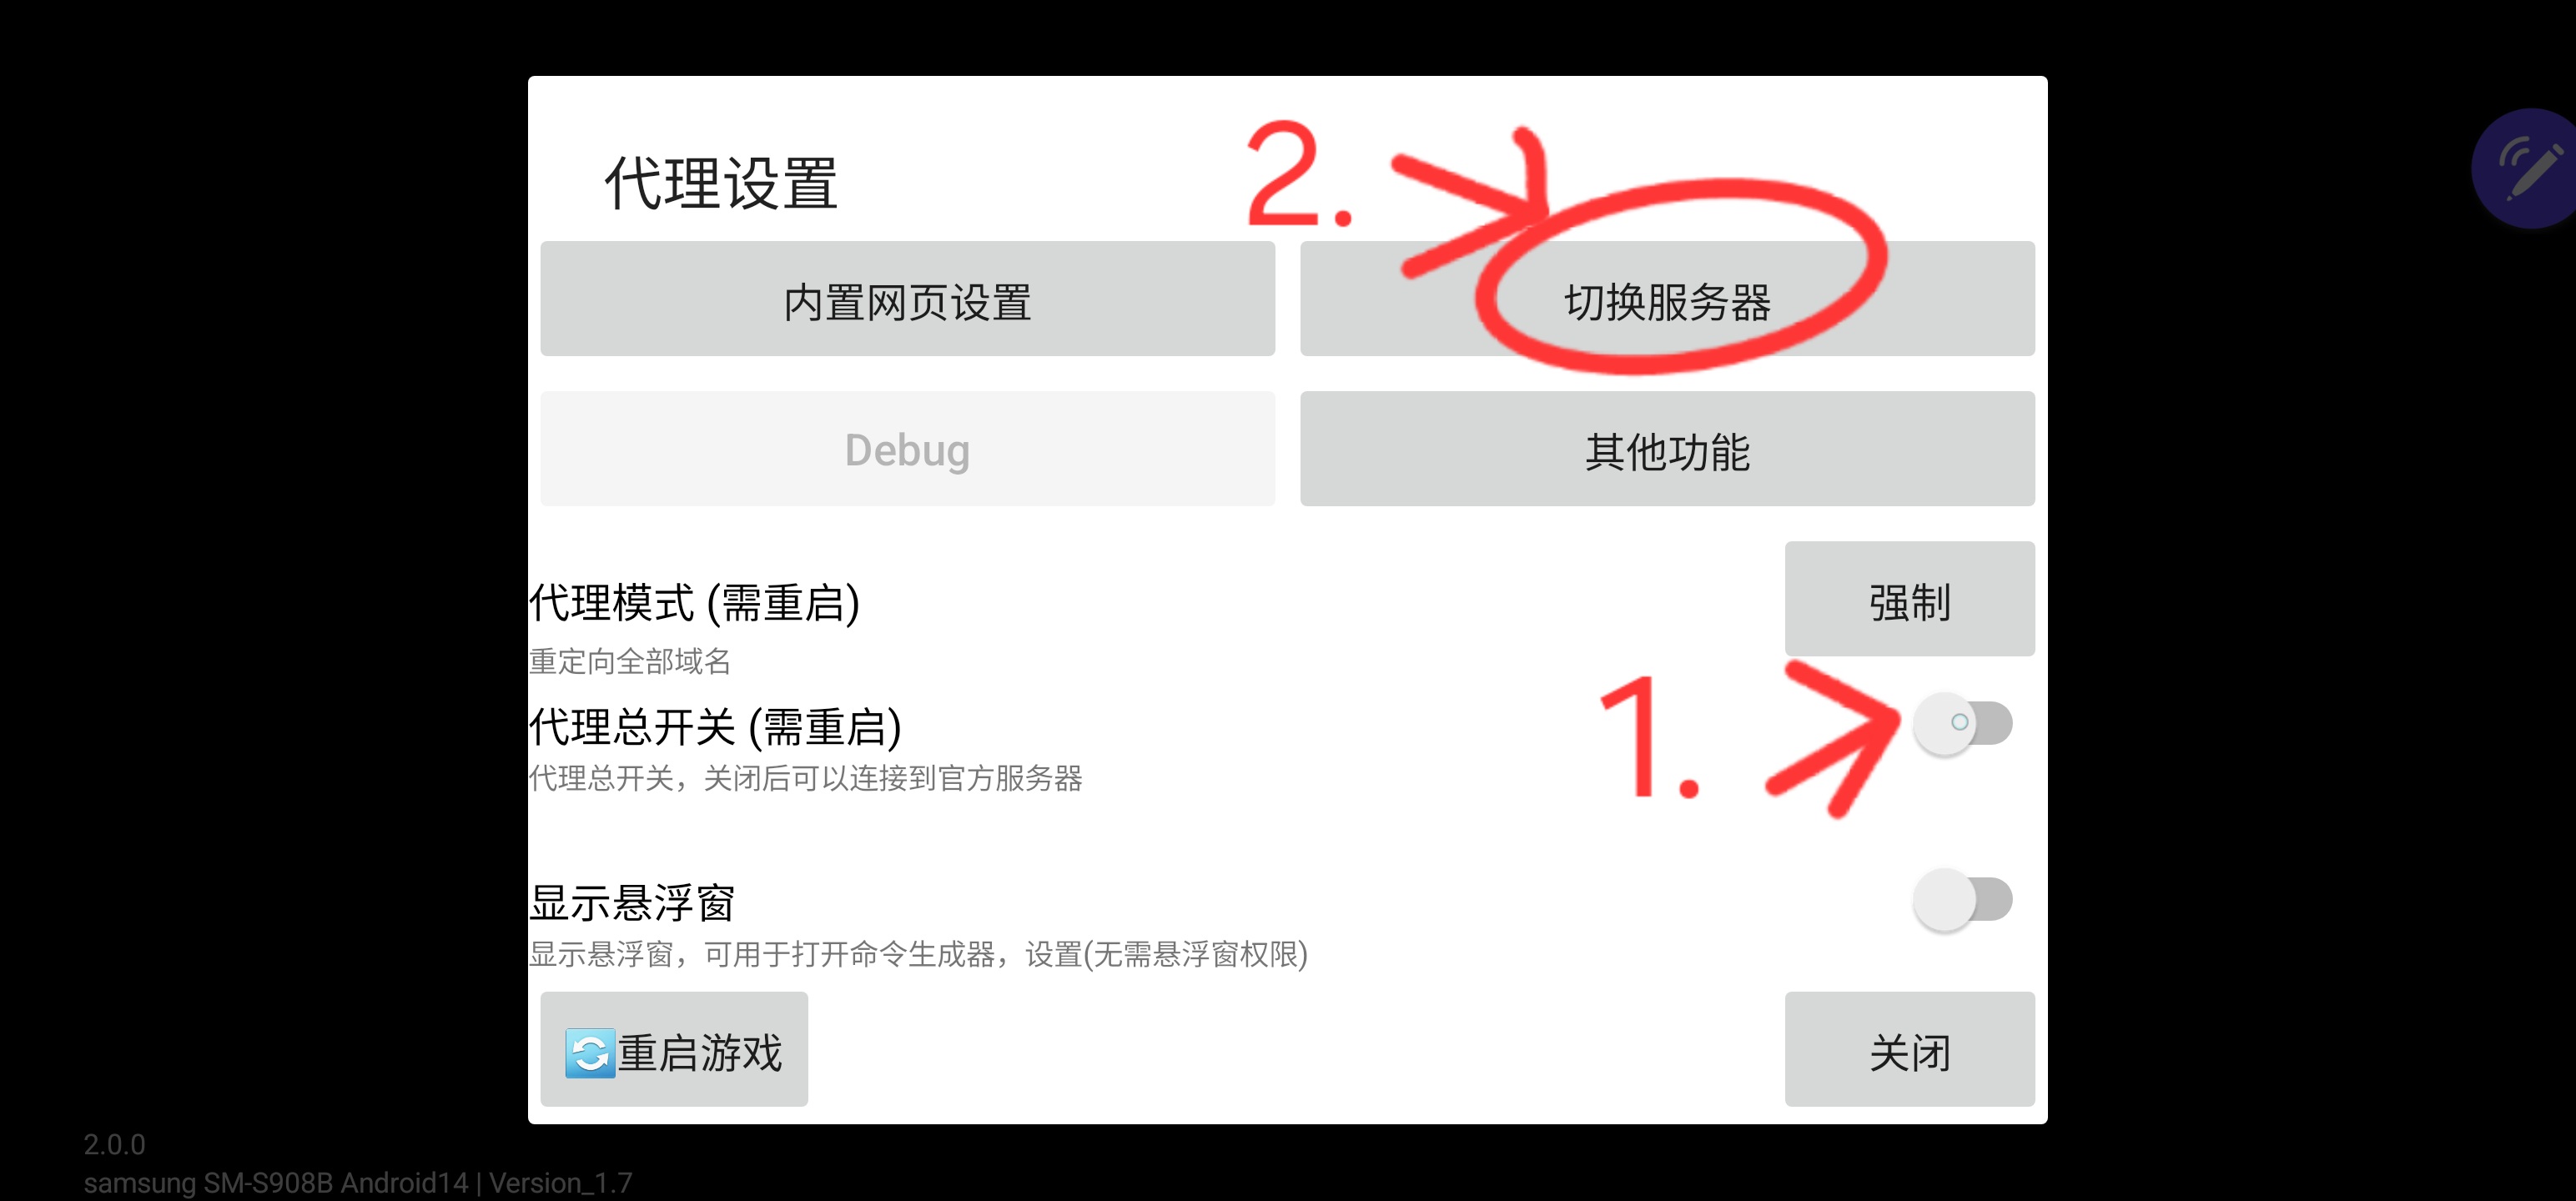 代理设置
2.
内置网页设置
切换服务器
Debug
其他功能
代理模式 (需重启)
强制
重定向全部域名
代理总开关 (需重启)
1.
代理总开关，关闭后可以连接到官方服务器
显示悬浮窗
显示悬浮窗，可用于打开命令生成器，设置(无需悬浮窗权限)
🔄重启游戏
关闭
2.0.0
samsung SM-S908B Android14 | Version_1.7